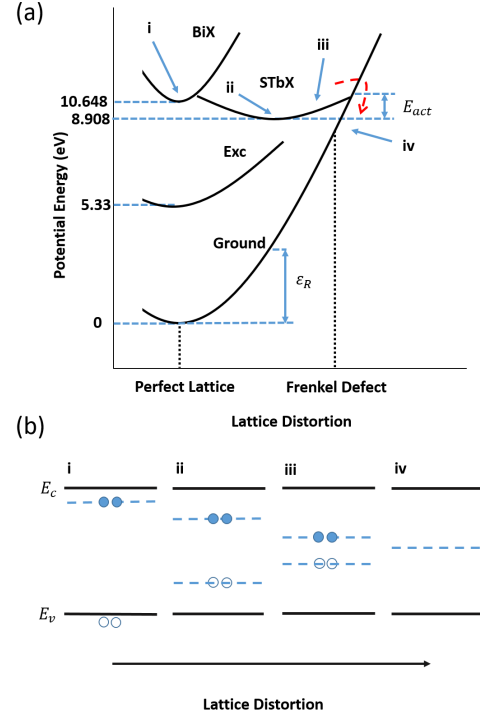 (a)
i
BiX
iii
ii
STbX
10.648
8.908
E_act
iv
Exc
Potential Energy (eV)
5.33
Ground
ε_R
0
Perfect Lattice
Frenkel Defect
Lattice Distortion
(b)
i
ii
iii
iv
E_c
E_v
Lattice Distortion